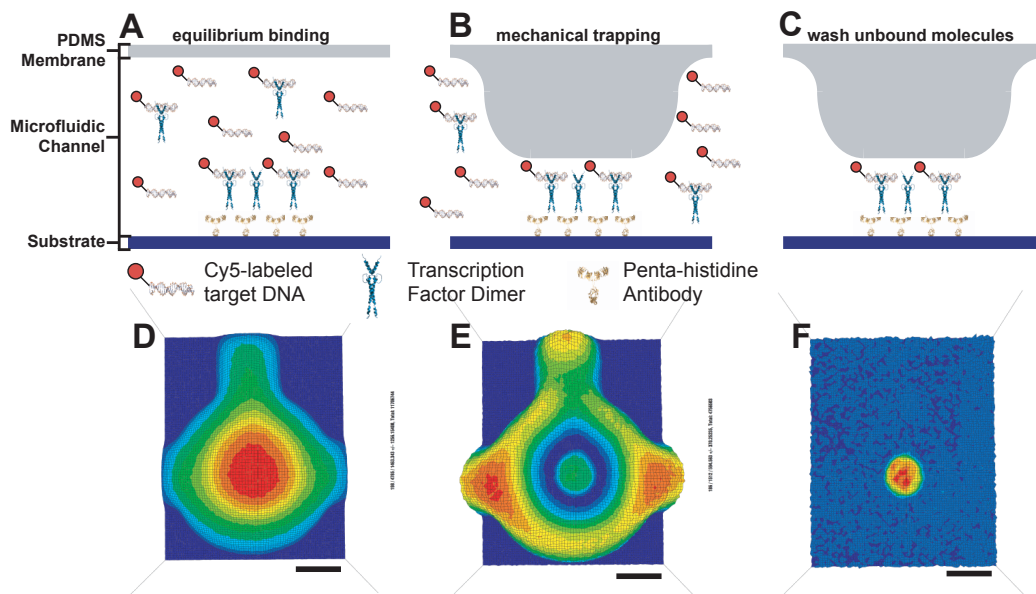 A
equilibrium binding
B
mechanical trapping
C
wash unbound molecules
PDMS
Membrane
Microfluidic
Channel
Substrate
Cy5-labeled
target DNA
Transcription
Factor Dimer
Penta-histidine
Antibody
D
E
F